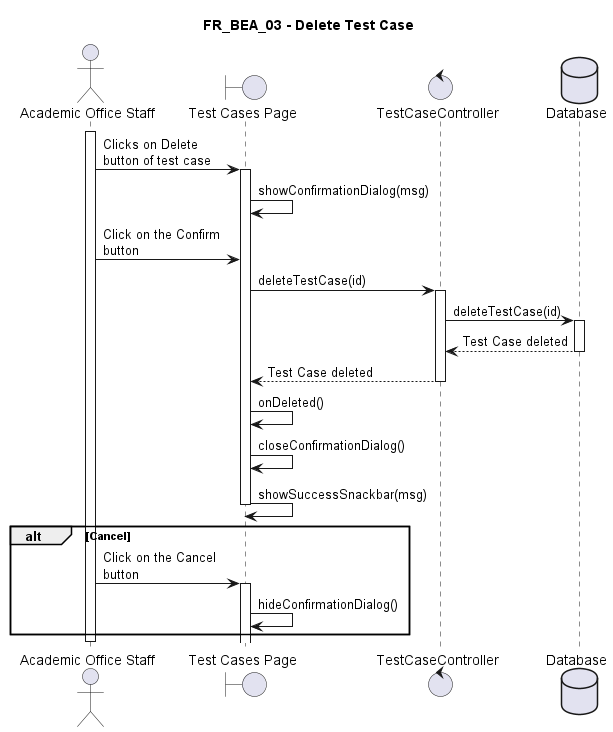 FR_BEA_03 - Delete Test Case
Academic Office Staff
Test Cases Page
TestCaseController
Database
Clicks on Delete
button of test case
showConfirmationDialog(msg)
Click on the Confirm
button
deleteTestCase(id)
deleteTestCase(id)
Test Case deleted
Test Case deleted
onDeleted()
closeConfirmationDialog()
showSuccessSnackbar(msg)
alt
[Cancel]
Click on the Cancel
button
hideConfirmationDialog()
Academic Office Staff
Test Cases Page
TestCaseController
Database